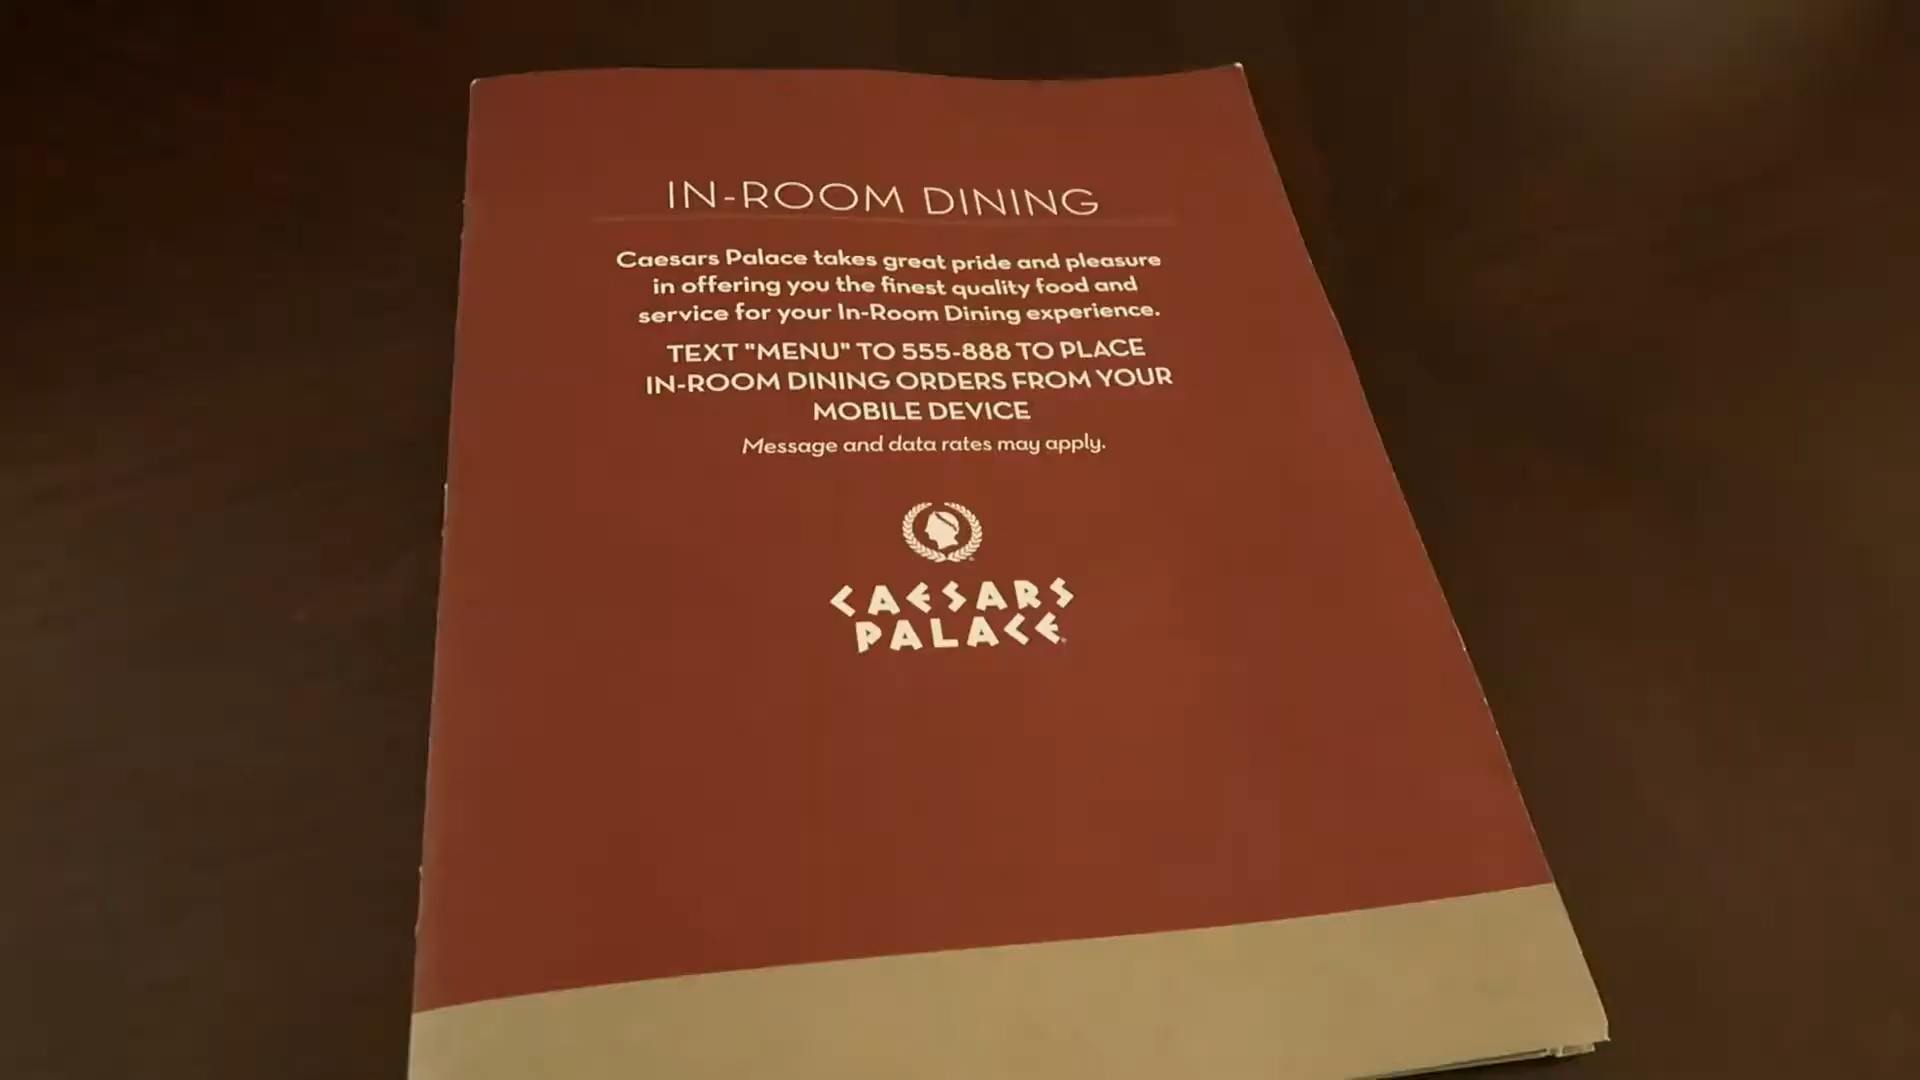 IN-ROOM DINING
Caesars Palace takes great pride and pleasure
in offering you the finest quality food and
service for your In-Room Dining experience.
TEXT "MENU" TO 555-888 TO PLACE
IN-ROOM DINING ORDERS FROM YOUR
MOBILE DEVICE
Message and data rates may apply.
CAESARS
PALACE